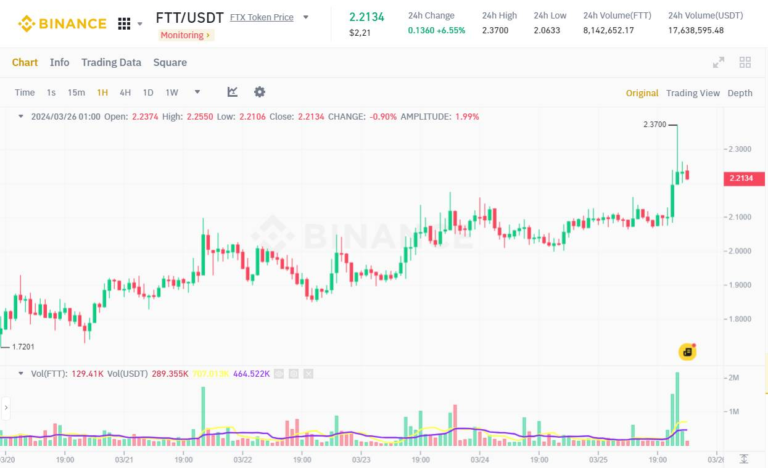 BINANCE
FTT/USDT FTX Token Price
Monitoring >
2.2134
$2,21
24h Change
0.1360 +6.55%
24h High
2.3700
24h Low
2.0633
24h Volume(FTT)
8,142,652.17
24h Volume(USDT)
17,638,595.48
Chart Info Trading Data Square
Time 1s 15m 1H 4H 1D 1W
Original Trading View Depth
2024/03/26 01:00 Open: 2.2374 High: 2.2550 Low: 2.2106 Close: 2.2134 CHANGE: -0.90% AMPLITUDE: 1.99%
2.3700
2.3000
2.2134
2.1000
BINANCE
2.0000
1.9000
1.8000
1.7201
Vol(FTT): 129.41K Vol(USDT) 289.355K 464.522K
2M
1M
3/20 19:00 03/21 19:00 03/22 19:00 03/23 19:00 03/24 19:00 03/25 19:00 03/2